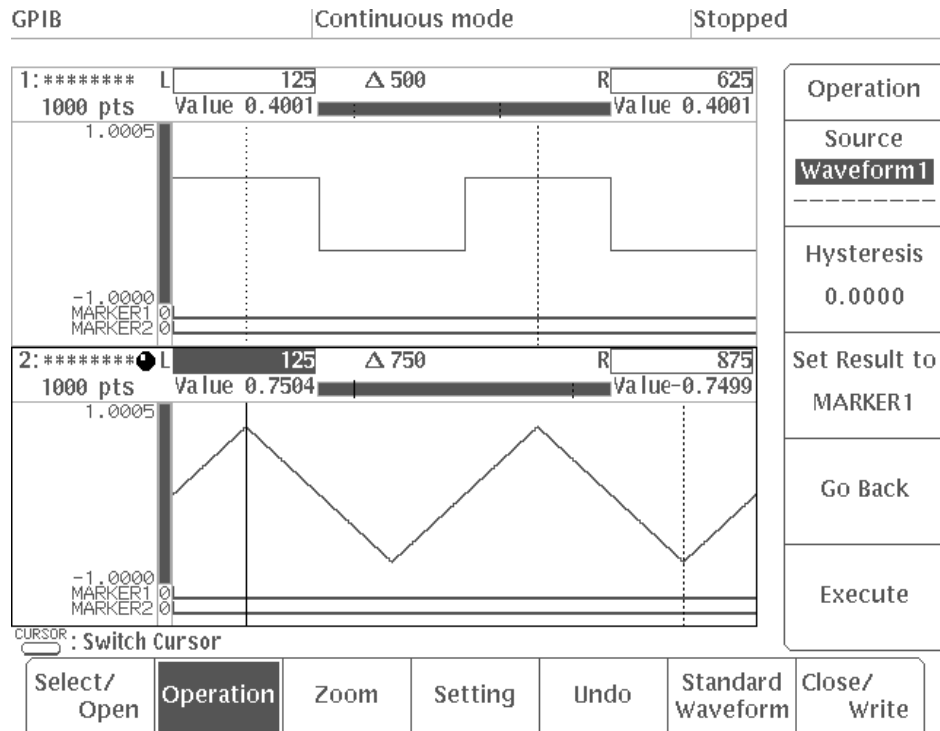 GPIB Continuous mode Stopped
1:******** L 125 Δ 500 R 625
1000 pts Value 0.4001 Value 0.4001
1.0005
-1.0000
MARKER1 0
MARKER2 0
2:******** L 125 Δ 750 R 875
1000 pts Value 0.7504 Value-0.7499
1.0005
-1.0000
MARKER1 0
MARKER2 0
CURSOR : Switch Cursor
Operation
Source
Waveform1
Hysteresis
0.0000
Set Result to
MARKER1
Go Back
Execute
Select/
Open
Operation
Zoom
Setting
Undo
Standard
Waveform
Close/
Write